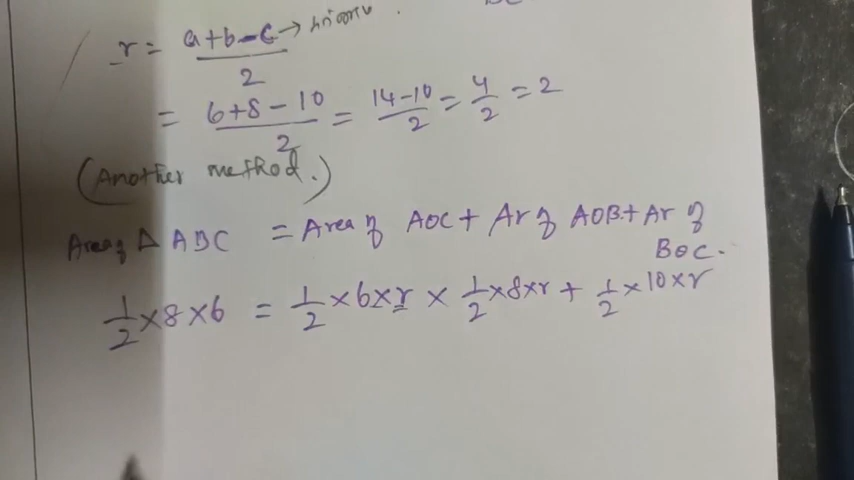 r = a+b-c/2 →
= 6+8-10/2 = 14-10/2 = 4/2 = 2
(Another method.)
Area of Δ ABC = Area of AOC + Ar of AOB + Ar of
BOC.
1/2 × 8 × 6 = 1/2 × 6 × r × 1/2 × 8 × r + 1/2 × 10 × r